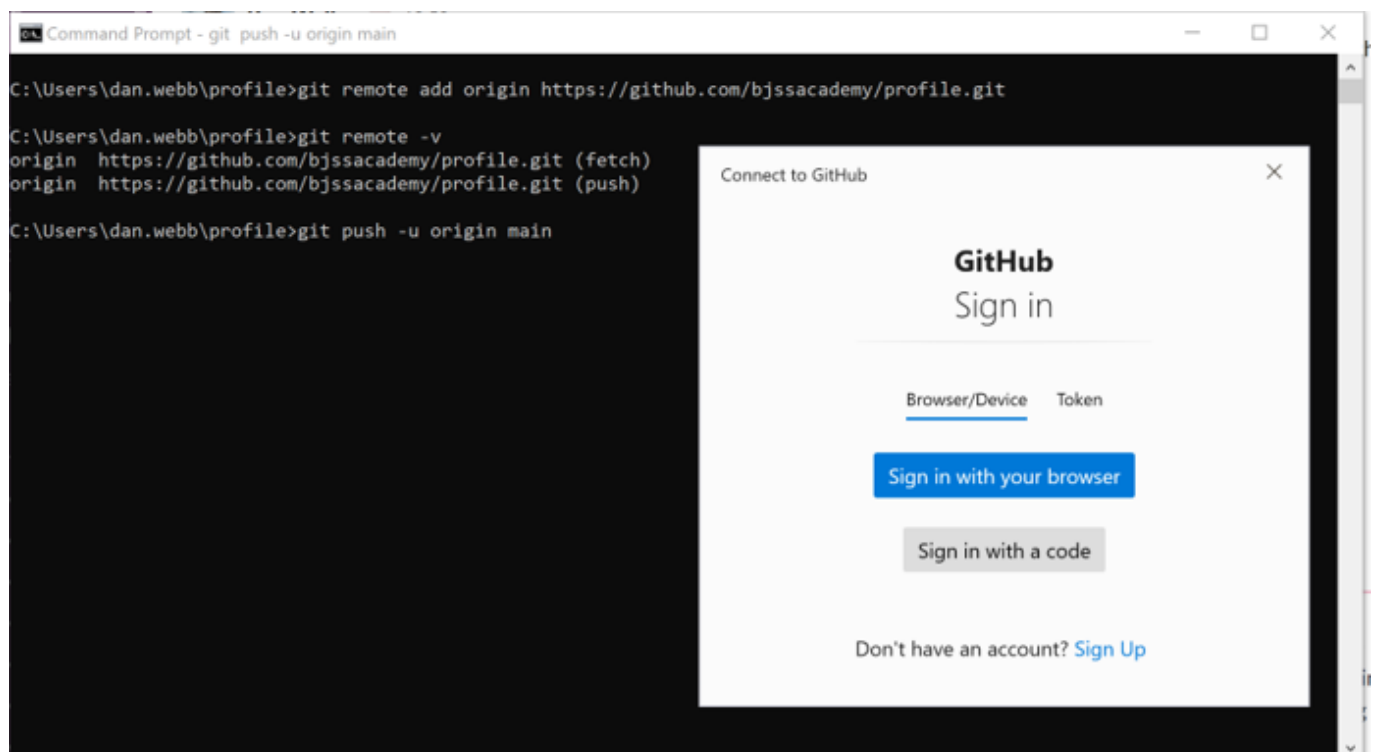 Command Prompt - git  push -u origin main
C:\Users\dan.webb\profile>git remote add origin https://github.com/bjssacademy/profile.git
C:\Users\dan.webb\profile>git remote -v
origin  https://github.com/bjssacademy/profile.git (fetch)
origin  https://github.com/bjssacademy/profile.git (push)
C:\Users\dan.webb\profile>git push -u origin main
Connect to GitHub
GitHub
Sign in
Browser/Device Token
Sign in with your browser
Sign in with a code
Don't have an account? Sign Up